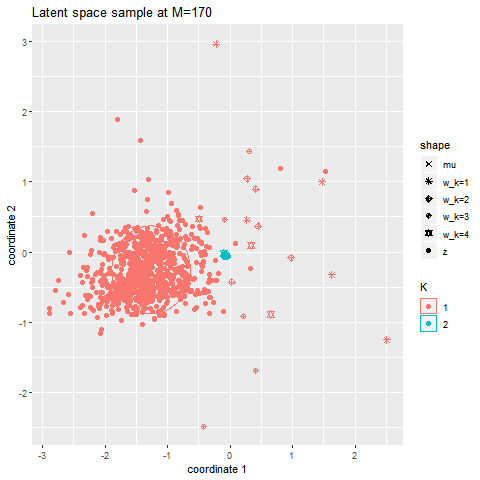 Latent space sample at M=170
3
2
1
0
-1
-2
coordinate 2
-3
-2
-1
0
1
2
coordinate 1
shape
mu
w_k=1
w_k=2
w_k=3
w_k=4
z
K
1
2